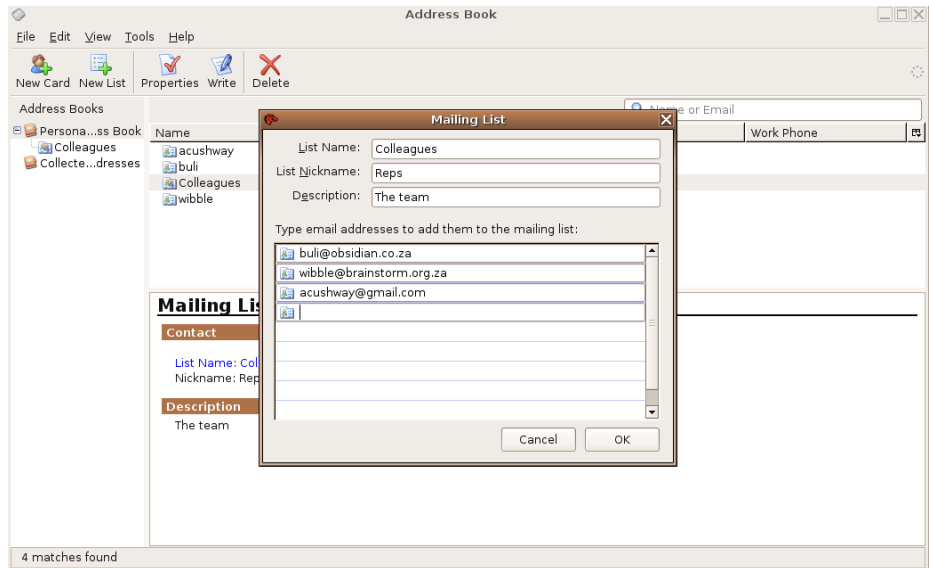 Address Book
File Edit View Tools Help
New Card New List Properties Write Delete
Address Books
Name or Email
Persona...ss Book
Colleagues
Collecte...dresses
Name
Work Phone
acushway
buli
Colleagues
wibble
Mailing List
List Name: Colleagues
List Nickname: Reps
Description: The team
Type email addresses to add them to the mailing list:
buli@obsidian.co.za
wibble@brainstorm.org.za
acushway@gmail.com
Cancel OK
Mailing Lis
Contact
List Name: Col
Nickname: Rep
Description
The team
4 matches found